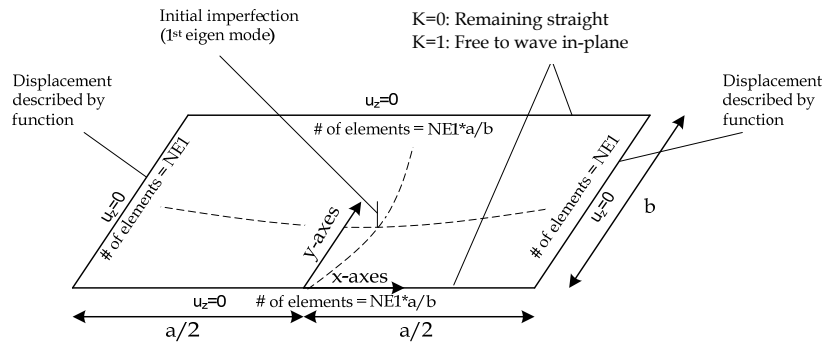 Initial imperfection
(1st eigen mode)
K=0: Remaining straight
K=1: Free to wave in-plane
Displacement
described by
function
Displacement
described by
function
uz=0
# of elements = NE1*a/b
uz=0
# of elements = NE1
# of elements = NE1
uz=0
b
y-axes
x-axes
uz=0
# of elements = NE1*a/b
a/2
a/2